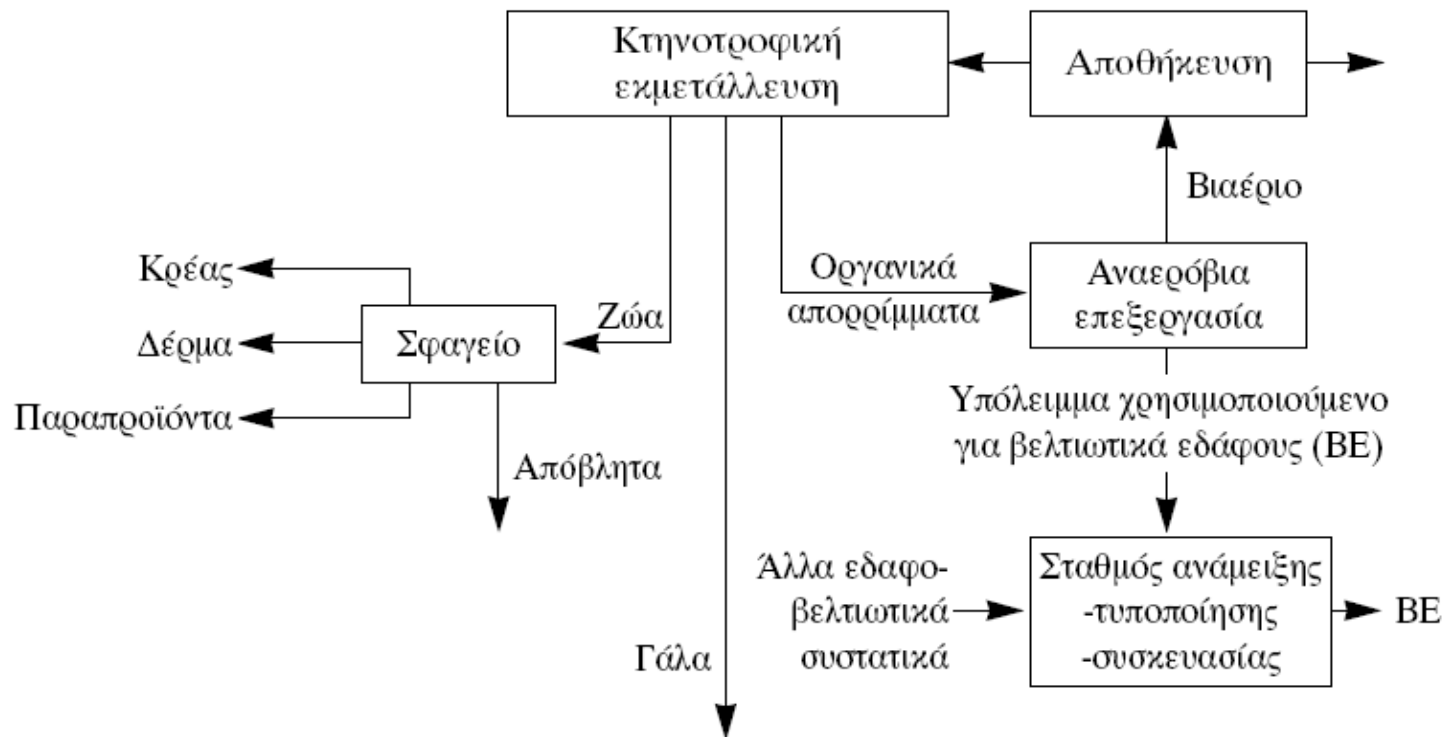 Κτηνοτροφική
εκμετάλλευση
Αποθήκευση
Βιαέριο
Κρέας
Δέρμα
Παραπροϊόντα
Σφαγείο
Ζώα
Απόβλητα
Οργανικά
απορρίμματα
Αναερόβια
επεξεργασία
Υπόλειμμα χρησιμοποιούμενο
για βελτιωτικά εδάφους (ΒΕ)
Γάλα
Άλλα εδαφο-
βελτιωτικά
συστατικά
Σταθμός ανάμειξης
-τυποποίησης
-συσκευασίας
ΒΕ